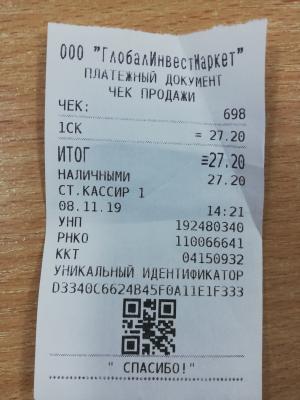 ООО "ГлобалИнвестМаркет"
ПЛАТЕЖНЫЙ ДОКУМЕНТ
ЧЕК ПРОДАЖИ
ЧЕК: 698
1СК = 27.20
ИТОГ =27.20
НАЛИЧНЫМИ 27.20
СТ.КАССИР 1
08.11.19 14:21
УНП 192480340
РНКО 110066641
ККТ 04150932
УНИКАЛЬНЫЙ ИДЕНТИФИКАТОР
D3340C6624B45F0A11E1F333
" СПАСИБО!"